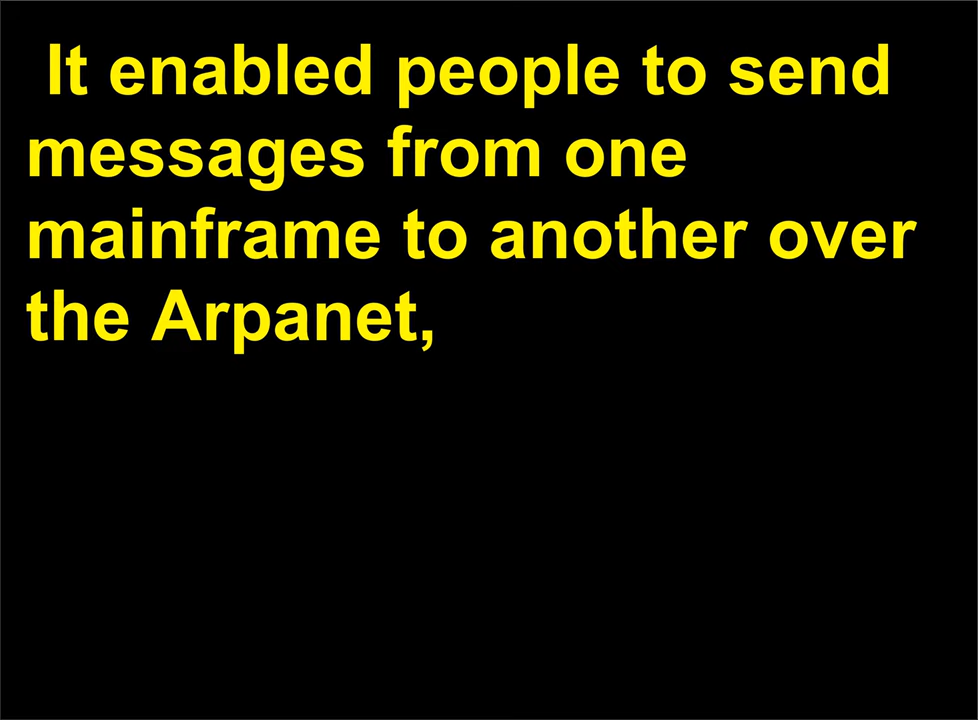 It enabled people to send
messages from one
mainframe to another over
the Arpanet,